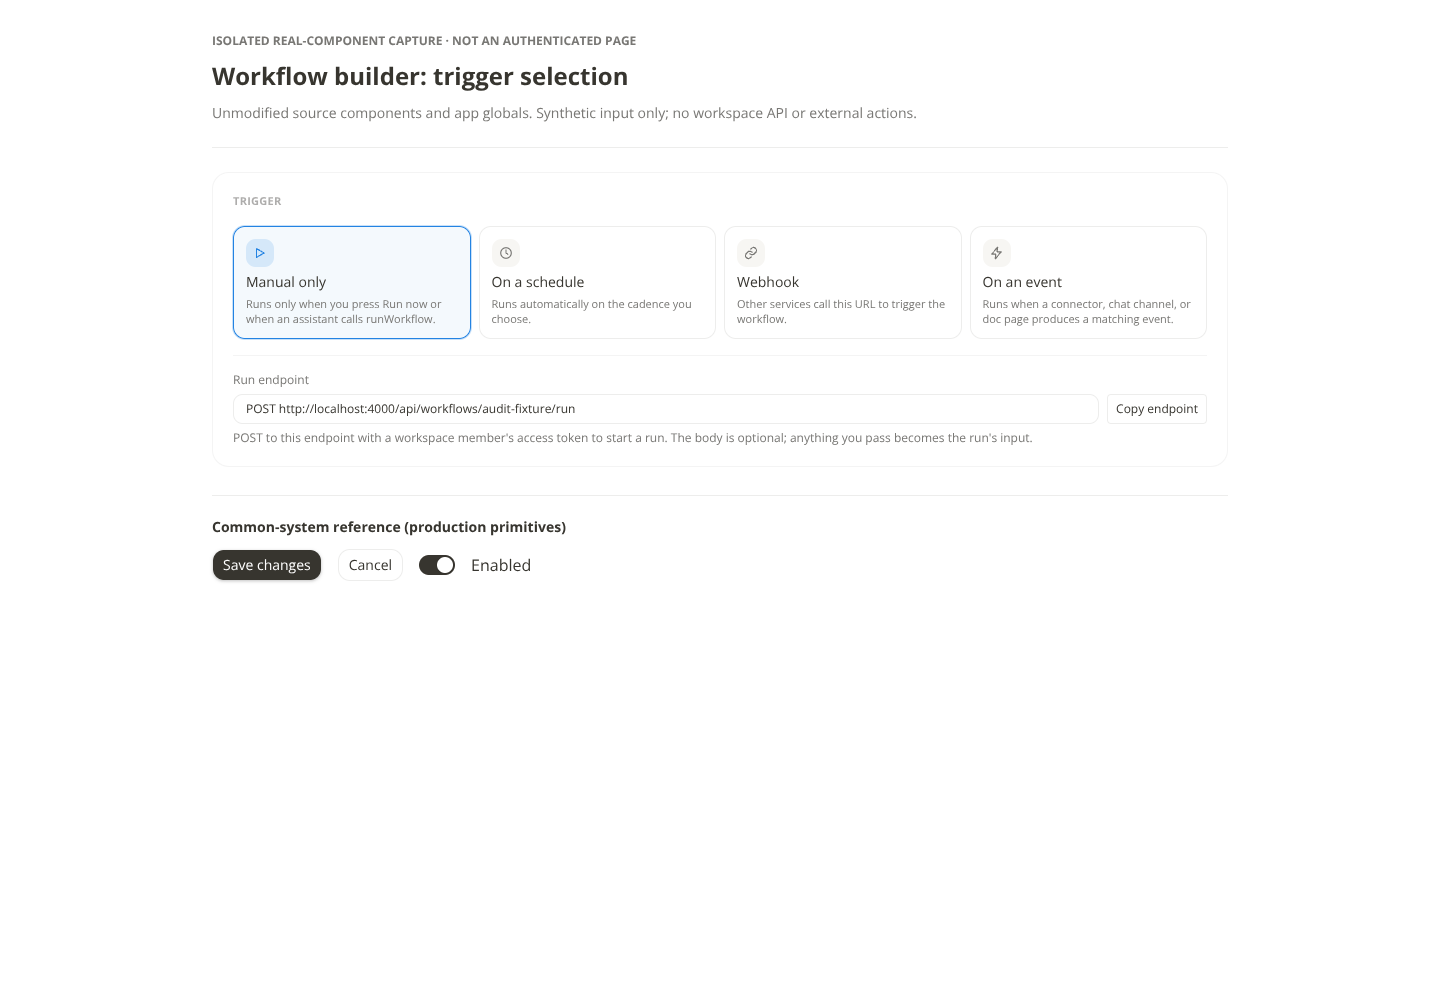 ISOLATED REAL-COMPONENT CAPTURE · NOT AN AUTHENTICATED PAGE
Workflow builder: trigger selection
Unmodified source components and app globals. Synthetic input only; no workspace API or external actions.
TRIGGER
Manual only
Runs only when you press Run now or
when an assistant calls runWorkflow.
On a schedule
Runs automatically on the cadence you
choose.
Webhook
Other services call this URL to trigger the
workflow.
On an event
Runs when a connector, chat channel, or
doc page produces a matching event.
Run endpoint
POST http://localhost:4000/api/workflows/audit-fixture/run
Copy endpoint
POST to this endpoint with a workspace member's access token to start a run. The body is optional; anything you pass becomes the run's input.
Common-system reference (production primitives)
Save changes
Cancel
Enabled